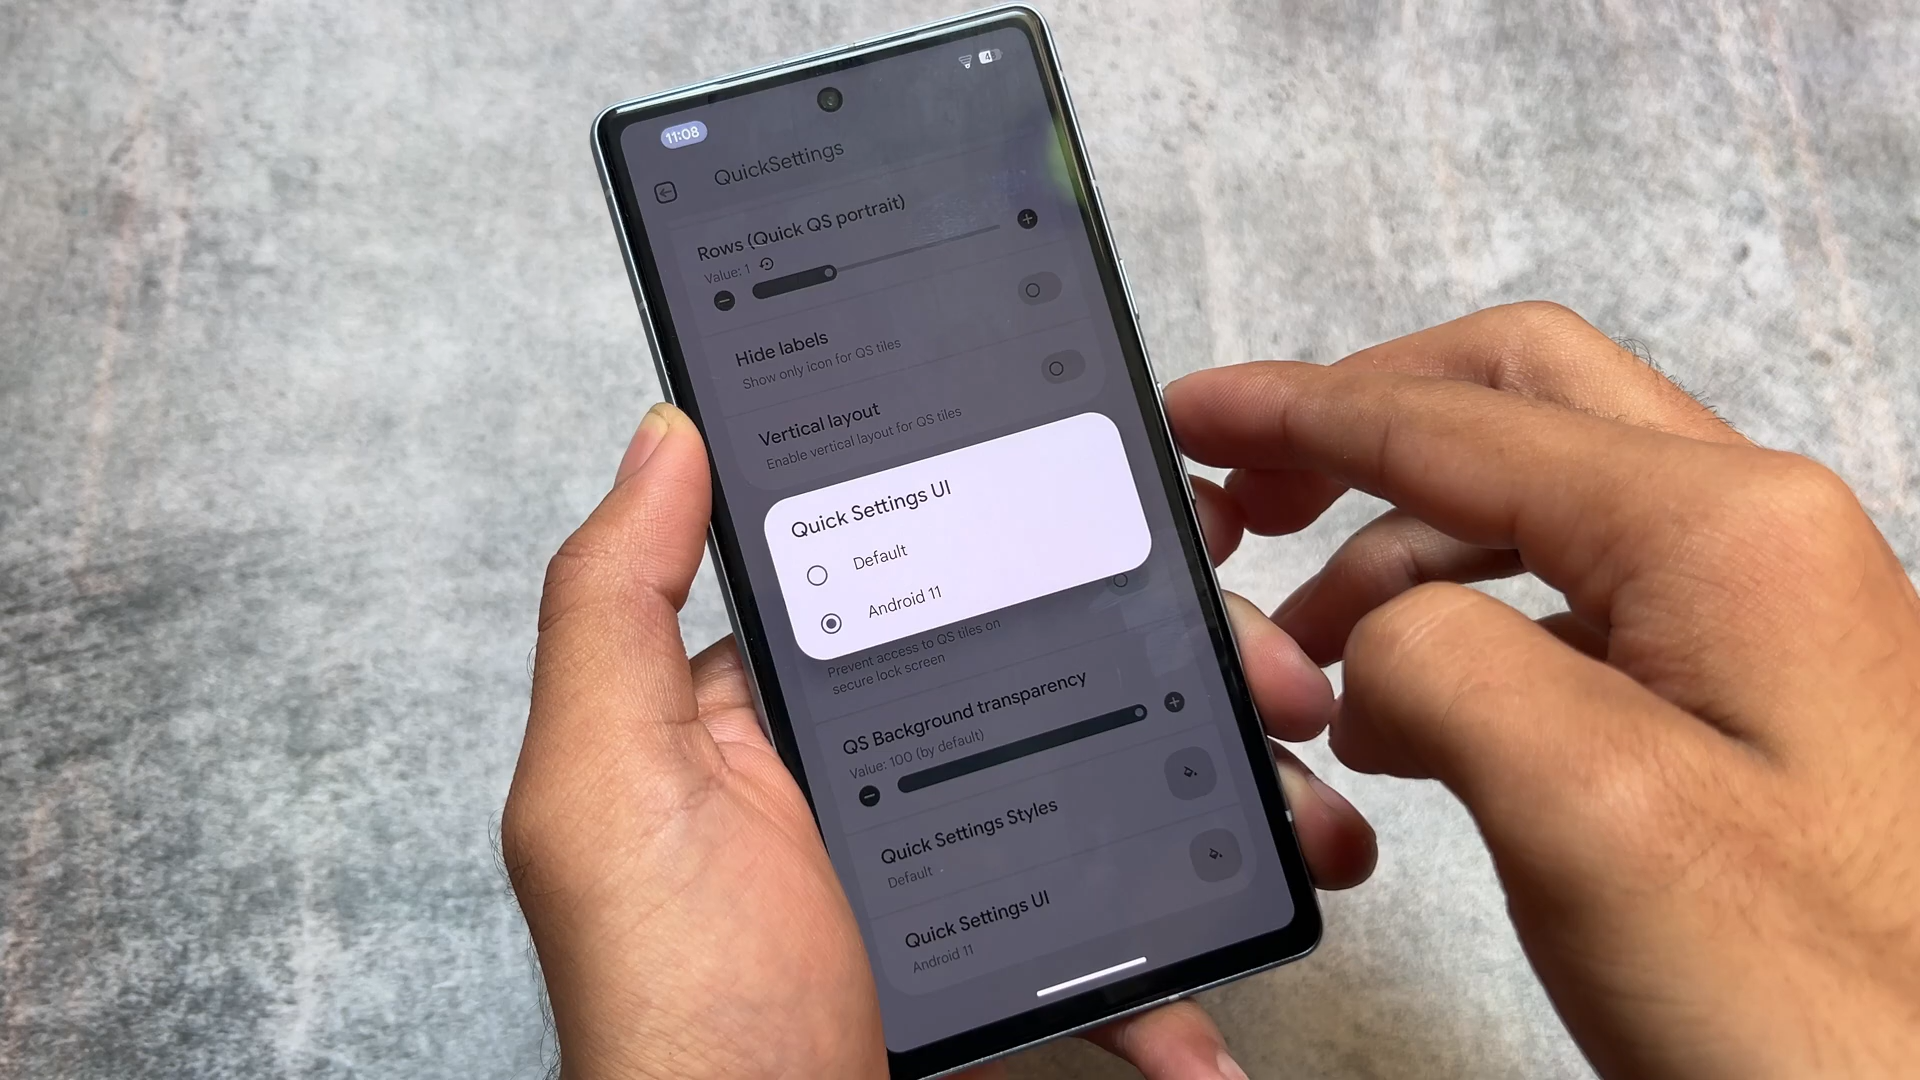 11:08
4
QuickSettings
Rows (Quick QS portrait)
Value: 1
Hide labels
Show only icon for QS tiles
Vertical layout
Enable vertical layout for QS tiles
Quick Settings UI
Default
Android 11
Prevent access to QS tiles on
secure lock screen
QS Background transparency
Value: 100 (by default)
Quick Settings Styles
Default
Quick Settings UI
Android 11